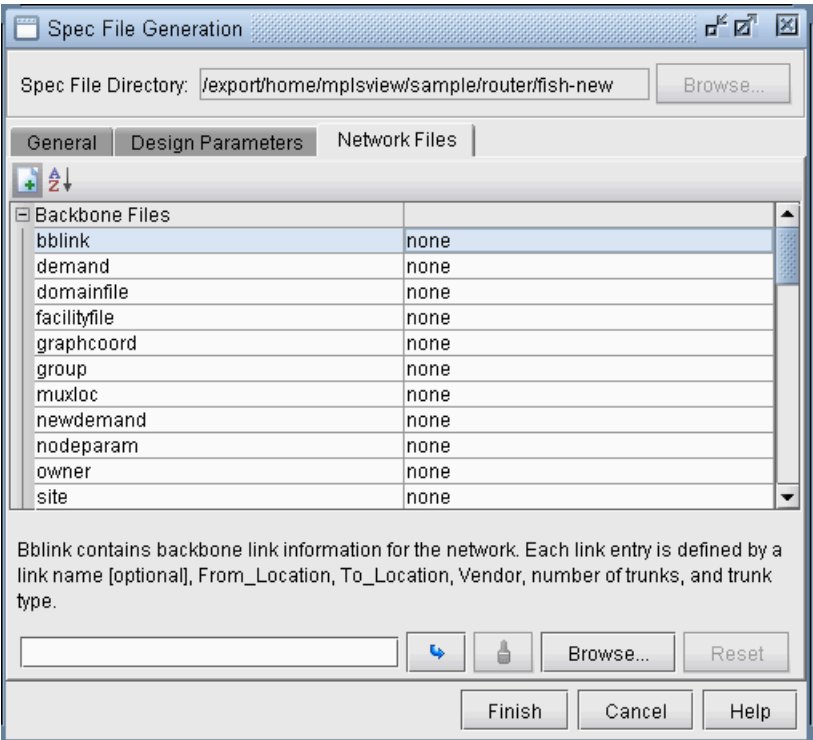 Spec File Generation
Spec File Directory: /export/home/mplsview/sample/router/fish-new Browse...
General Design Parameters Network Files
A
Z
Backbone Files
bblink none
demand none
domainfile none
facilityfile none
graphcoord none
group none
muxloc none
newdemand none
nodeparam none
owner none
site none
Bblink contains backbone link information for the network. Each link entry is defined by a
link name [optional], From_Location, To_Location, Vendor, number of trunks, and trunk
type.
Browse... Reset
Finish Cancel Help